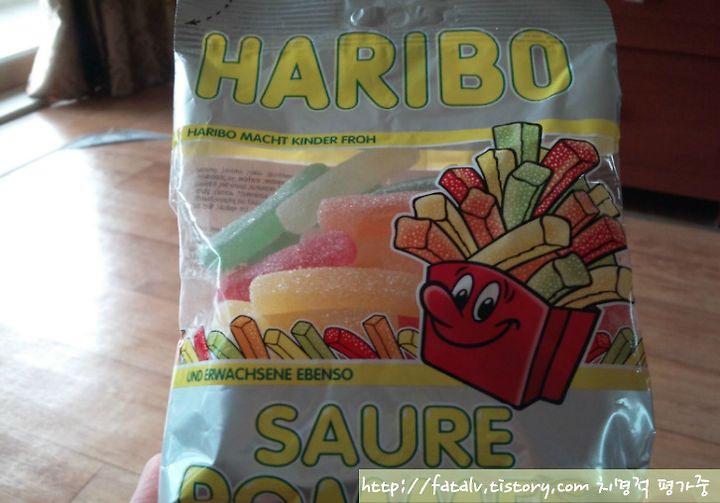 HARIBO
HARIBO MACHT KINDER FROH
UND ERWACHSENE EBENSO
SAURE
http://fatalv.tistory.com 치명적 평가중